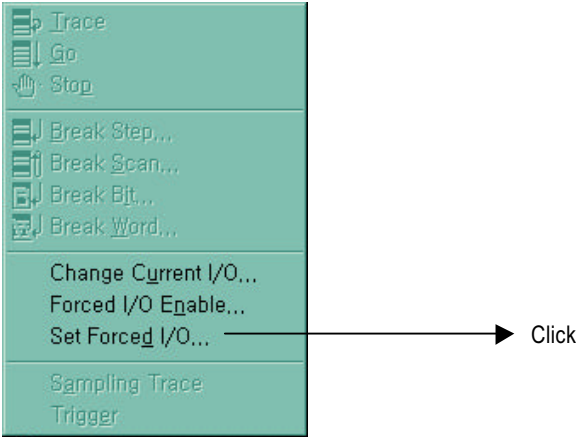 Trace
Go
Stop
Break Step...
Break Scan...
Break Bit...
Break Word...
Change Current I/O...
Forced I/O Enable...
Set Forced I/O...
Click
Sampling Trace
Trigger